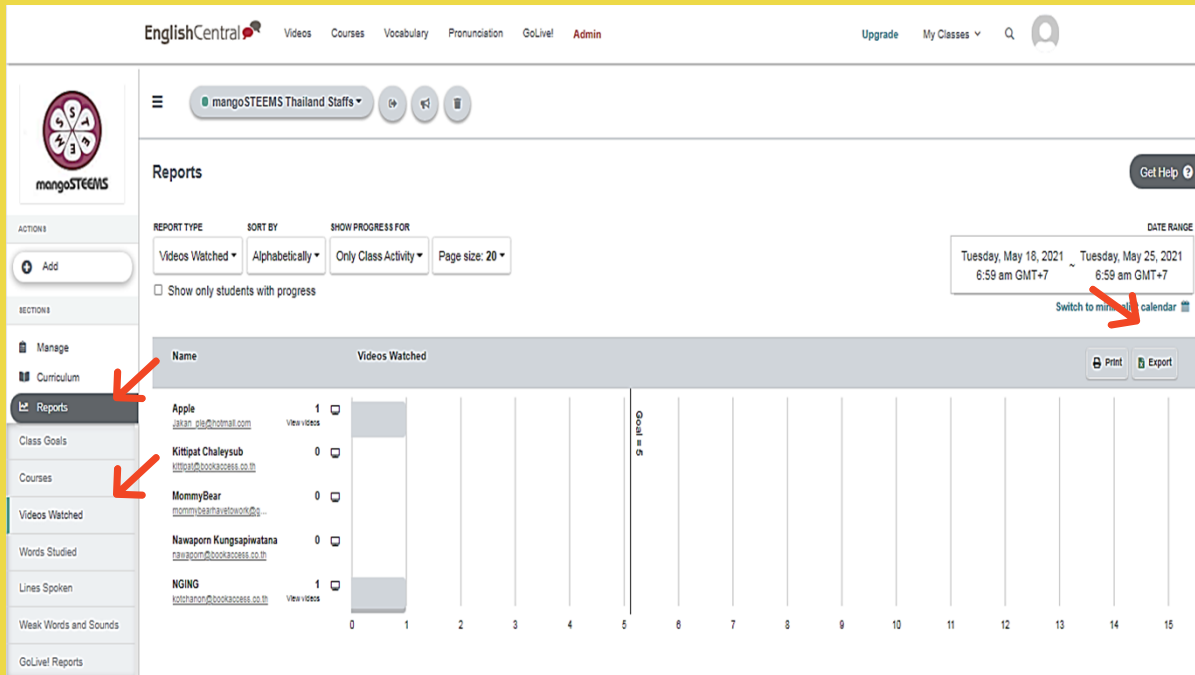 EnglishCentral
Videos Courses Vocabulary Pronunciation GoLive! Admin Upgrade My Classes
mangoSTEEMS Thailand Staffs
STEEMS
mangoSTEEMS
Reports
Get Help ?
ACTIONS
Add
SECTIONS
Manage
Curriculum
Reports
Class Goals
Courses
Videos Watched
Words Studied
Lines Spoken
Weak Words and Sounds
GoLive! Reports
REPORT TYPE SORT BY SHOW PROGRESS FOR DATE RANGE
Videos Watched Alphabetically Only Class Activity Page size: 20
Tuesday, May 18, 2021 ~ Tuesday, May 25, 2021
6:59 am GMT+7 6:59 am GMT+7
Show only students with progress
Switch to calendar
Name Videos Watched Print Export
Apple 1
Jakan_ple@hotmail.com View videos
Kittipat Chaleysub 0
kittipat@bookaccess.co.th
MommyBear 0
mommybearhavetowork@g...
Nawaporn Kungsapiwatana 0
nawaporn@bookaccess.co.th
NGING 1
kotchanon@bookaccess.co.th View videos
Goal = 5
0 1 2 3 4 5 6 7 8 9 10 11 12 13 14 15